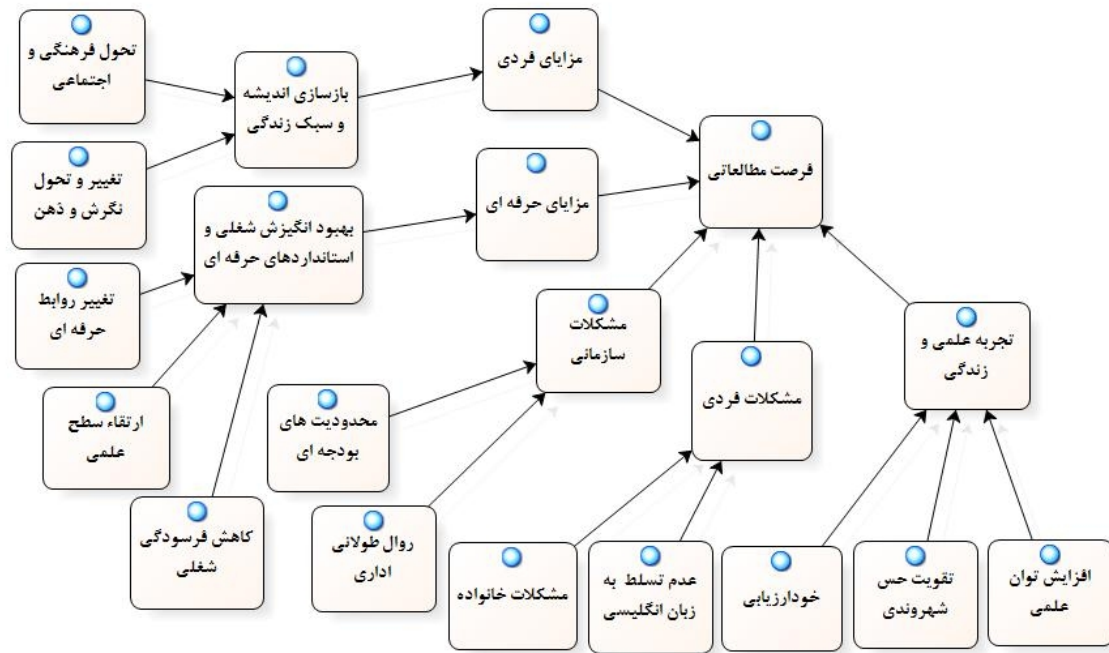 تحول فرهنگی و
اجتماعی
بازسازی اندیشه
و سبک زندگی
مزایای فردی
فرصت مطالعاتی
تغییر و تحول
نگرش و ذهن
بهبود انگیزش شغلی و
استانداردهای حرفه ای
مزایای حرفه ای
تغییر روابط
حرفه ای
مشکلات
سازمانی
تجربه علمی و
زندگی
مشکلات فردی
ارتقاء سطح
علمی
محدودیت های
بودجه ای
کاهش فرسودگی
شغلی
روال طولانی
اداری
مشکلات خانواده
عدم تسلط به
زبان انگلیسی
خودارزیابی
تقویت حس
شهروندی
افزایش توان
علمی